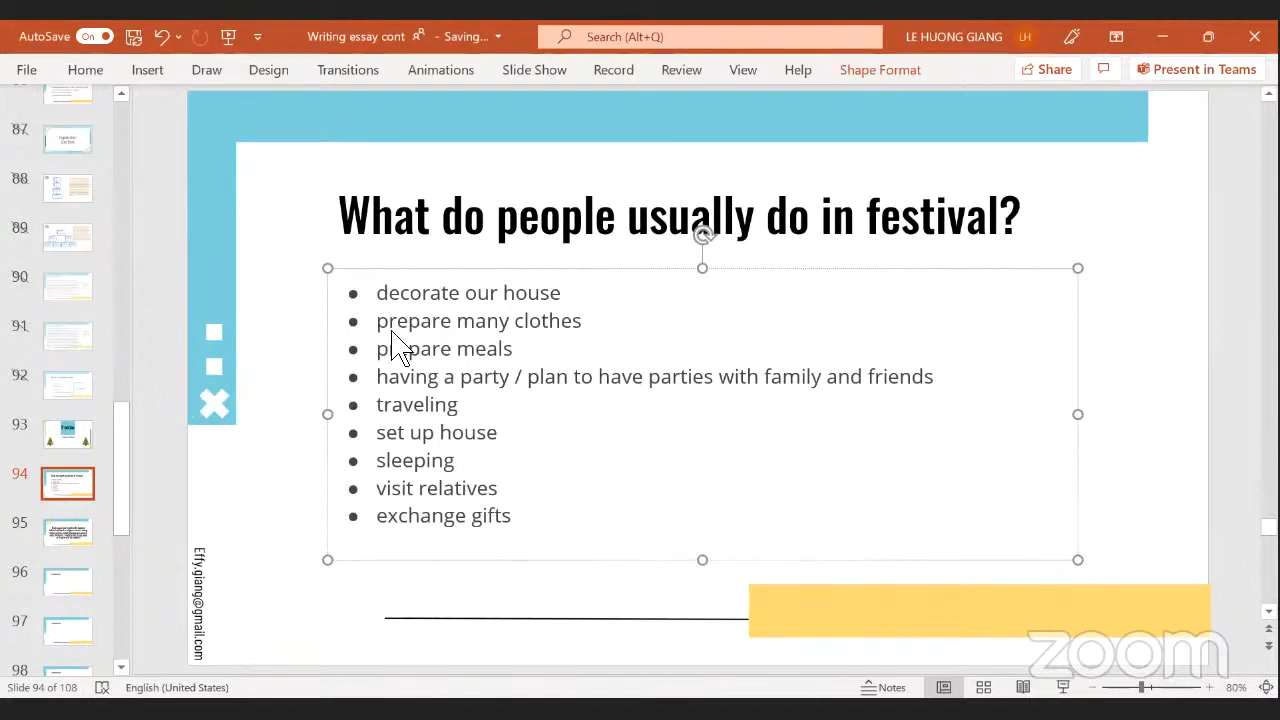 AutoSave On Writing essay cont - Saving... Search (Alt+Q) LE HUONG GIANG LH
File Home Insert Draw Design Transitions Animations Slide Show Record Review View Help Shape Format Share Present in Teams
87
88
89
90
91
92
93
94
95
96
97
98
What do people usually do in festival?
• decorate our house
• prepare many clothes
• prepare meals
• having a party / plan to have parties with family and friends
• traveling
• set up house
• sleeping
• visit relatives
• exchange gifts
Effy.giang@gmail.com
zoom
Slide 94 of 108 English (United States) Notes 80%